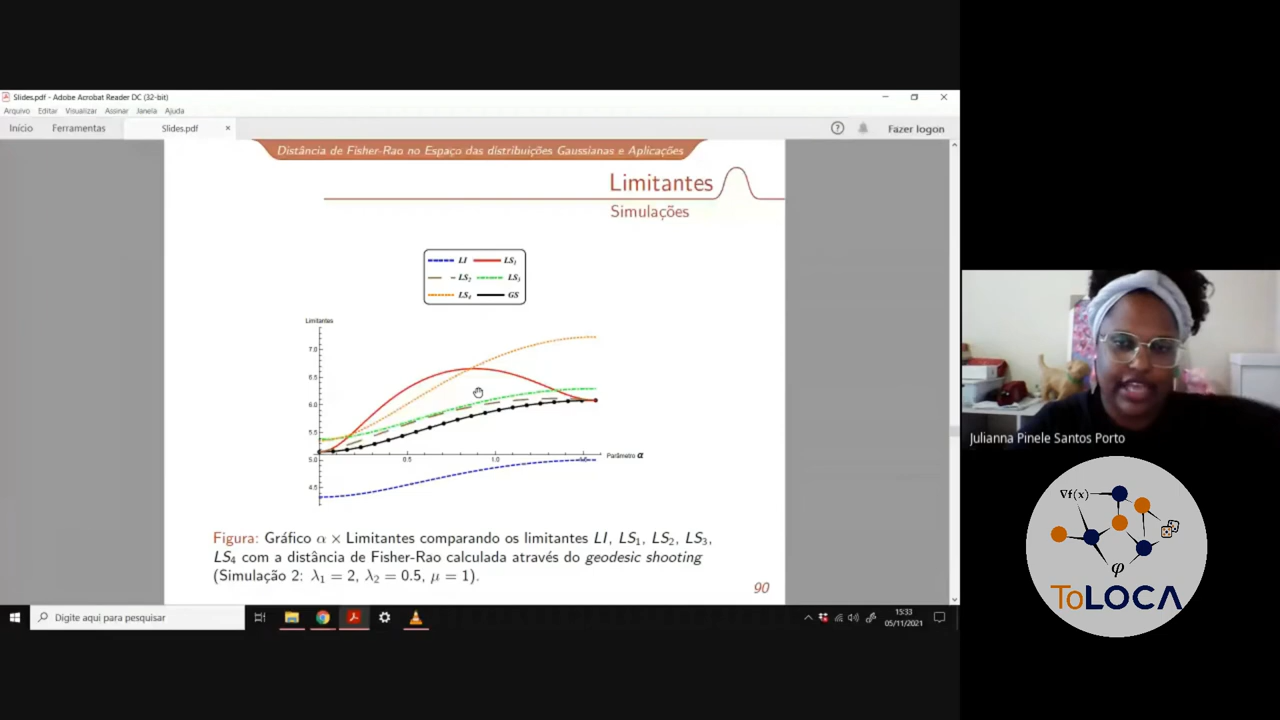 Slides.pdf - Adobe Acrobat Reader DC (32-bit)
Arquivo Editar Visualizar Assinar Janela Ajuda
Início Ferramentas Slides.pdf × Fazer logon
Distância de Fisher-Rao no Espaço das distribuições Gaussianas e Aplicações
Limitantes
Simulações
LI LS₁
LS₂ LS₃
LS₄ GS
Limitantes
7.0
6.5
6.0
5.5
5.0
4.5
0.5 1.0 1.5 Parâmetro α
Figura: Gráfico α × Limitantes comparando os limitantes LI, LS₁, LS₂, LS₃,
LS₄ com a distância de Fisher-Rao calculada através do geodesic shooting
(Simulação 2: λ₁ = 2, λ₂ = 0.5, μ = 1).
90
Julianna Pinele Santos Porto
∇f(x)
φ
ToLOCA
Digite aqui para pesquisar
15:33
05/11/2021